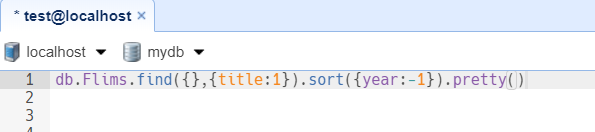 * test@localhost ×
localhost mydb
1 db.Flims.find({},{title:1}).sort({year:-1}).pretty()
2
3
4